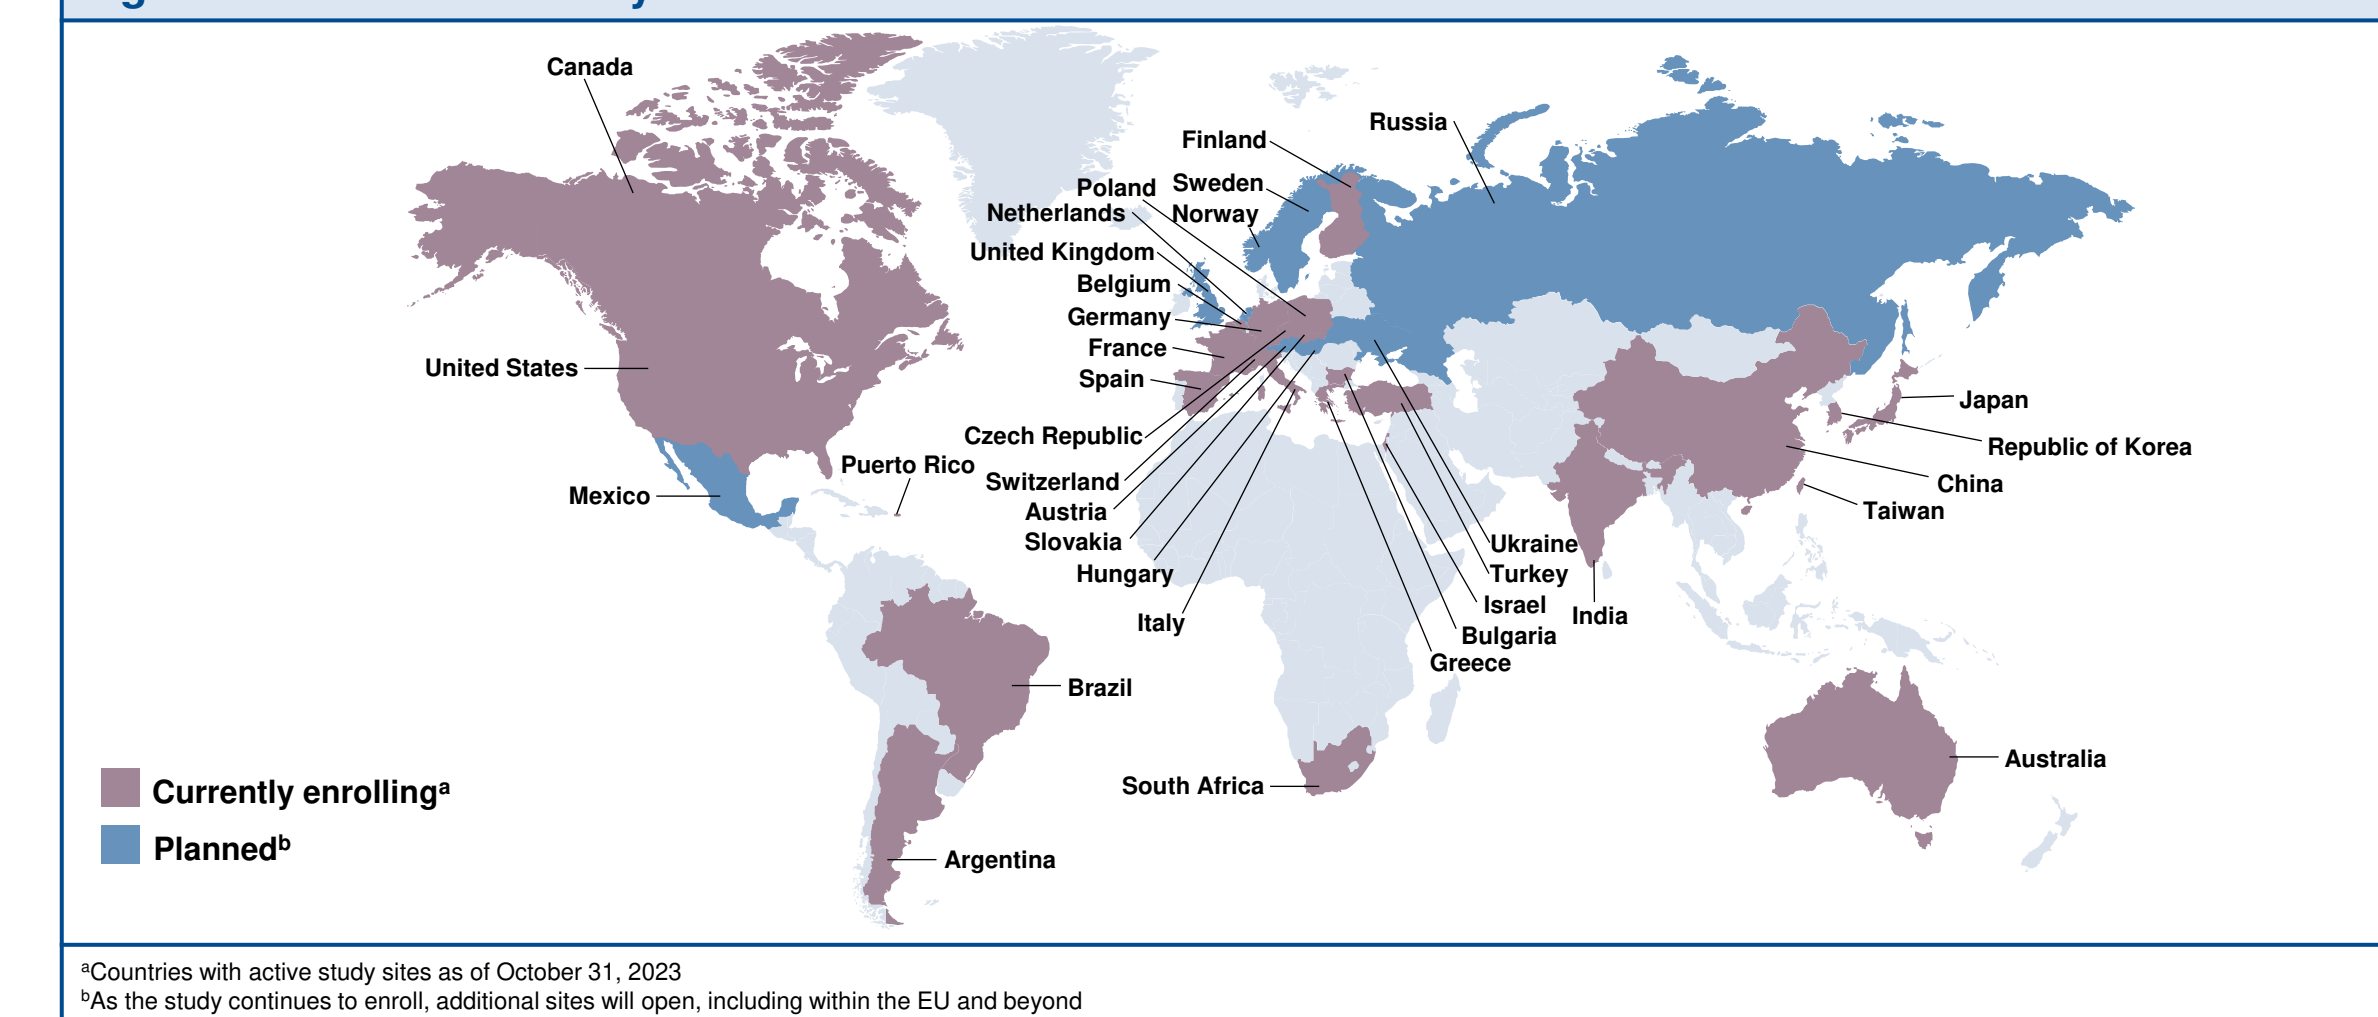 Canada
Russia
Finland
Sweden
Poland
Netherlands
Norway
United Kingdom
Belgium
Germany
France
United States
Spain
Japan
Czech Republic
Republic of Korea
Puerto Rico
Switzerland
China
Mexico
Austria
Taiwan
Slovakia
Ukraine
Hungary
Turkey
Israel
India
Italy
Bulgaria
Greece
Brazil
Australia
South Africa
Currently enrollingᵃ
Plannedᵇ
Argentina
ᵃCountries with active study sites as of October 31, 2023
ᵇAs the study continues to enroll, additional sites will open, including within the EU and beyond